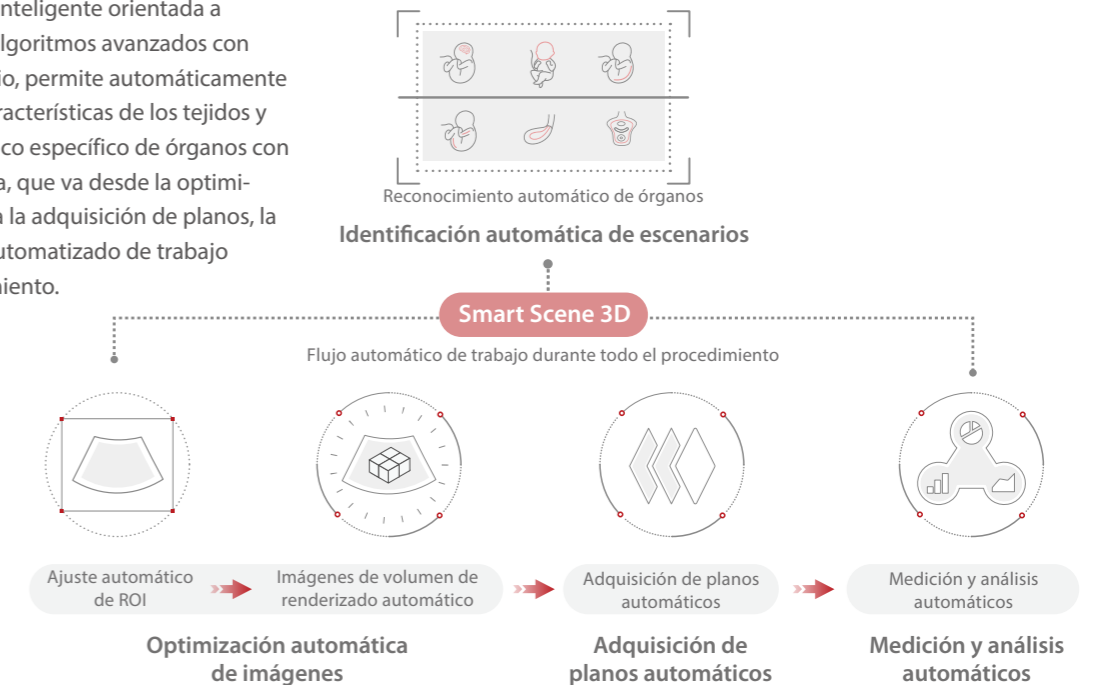 inteligente orientada a
lgoritmos avanzados con
io, permite automáticamente
racterísticas de los tejidos y
co específico de órganos con
a, que va desde la optimi-
a la adquisición de planos, la
utomatizado de trabajo
iento.
Reconocimiento automático de órganos
Identificación automática de escenarios
Smart Scene 3D
Flujo automático de trabajo durante todo el procedimiento
Ajuste automático
de ROI
Imágenes de volumen de
renderizado automático
Adquisición de planos
automáticos
Medición y análisis
automáticos
Optimización automática
de imágenes
Adquisición de
planos automáticos
Medición y análisis
automáticos